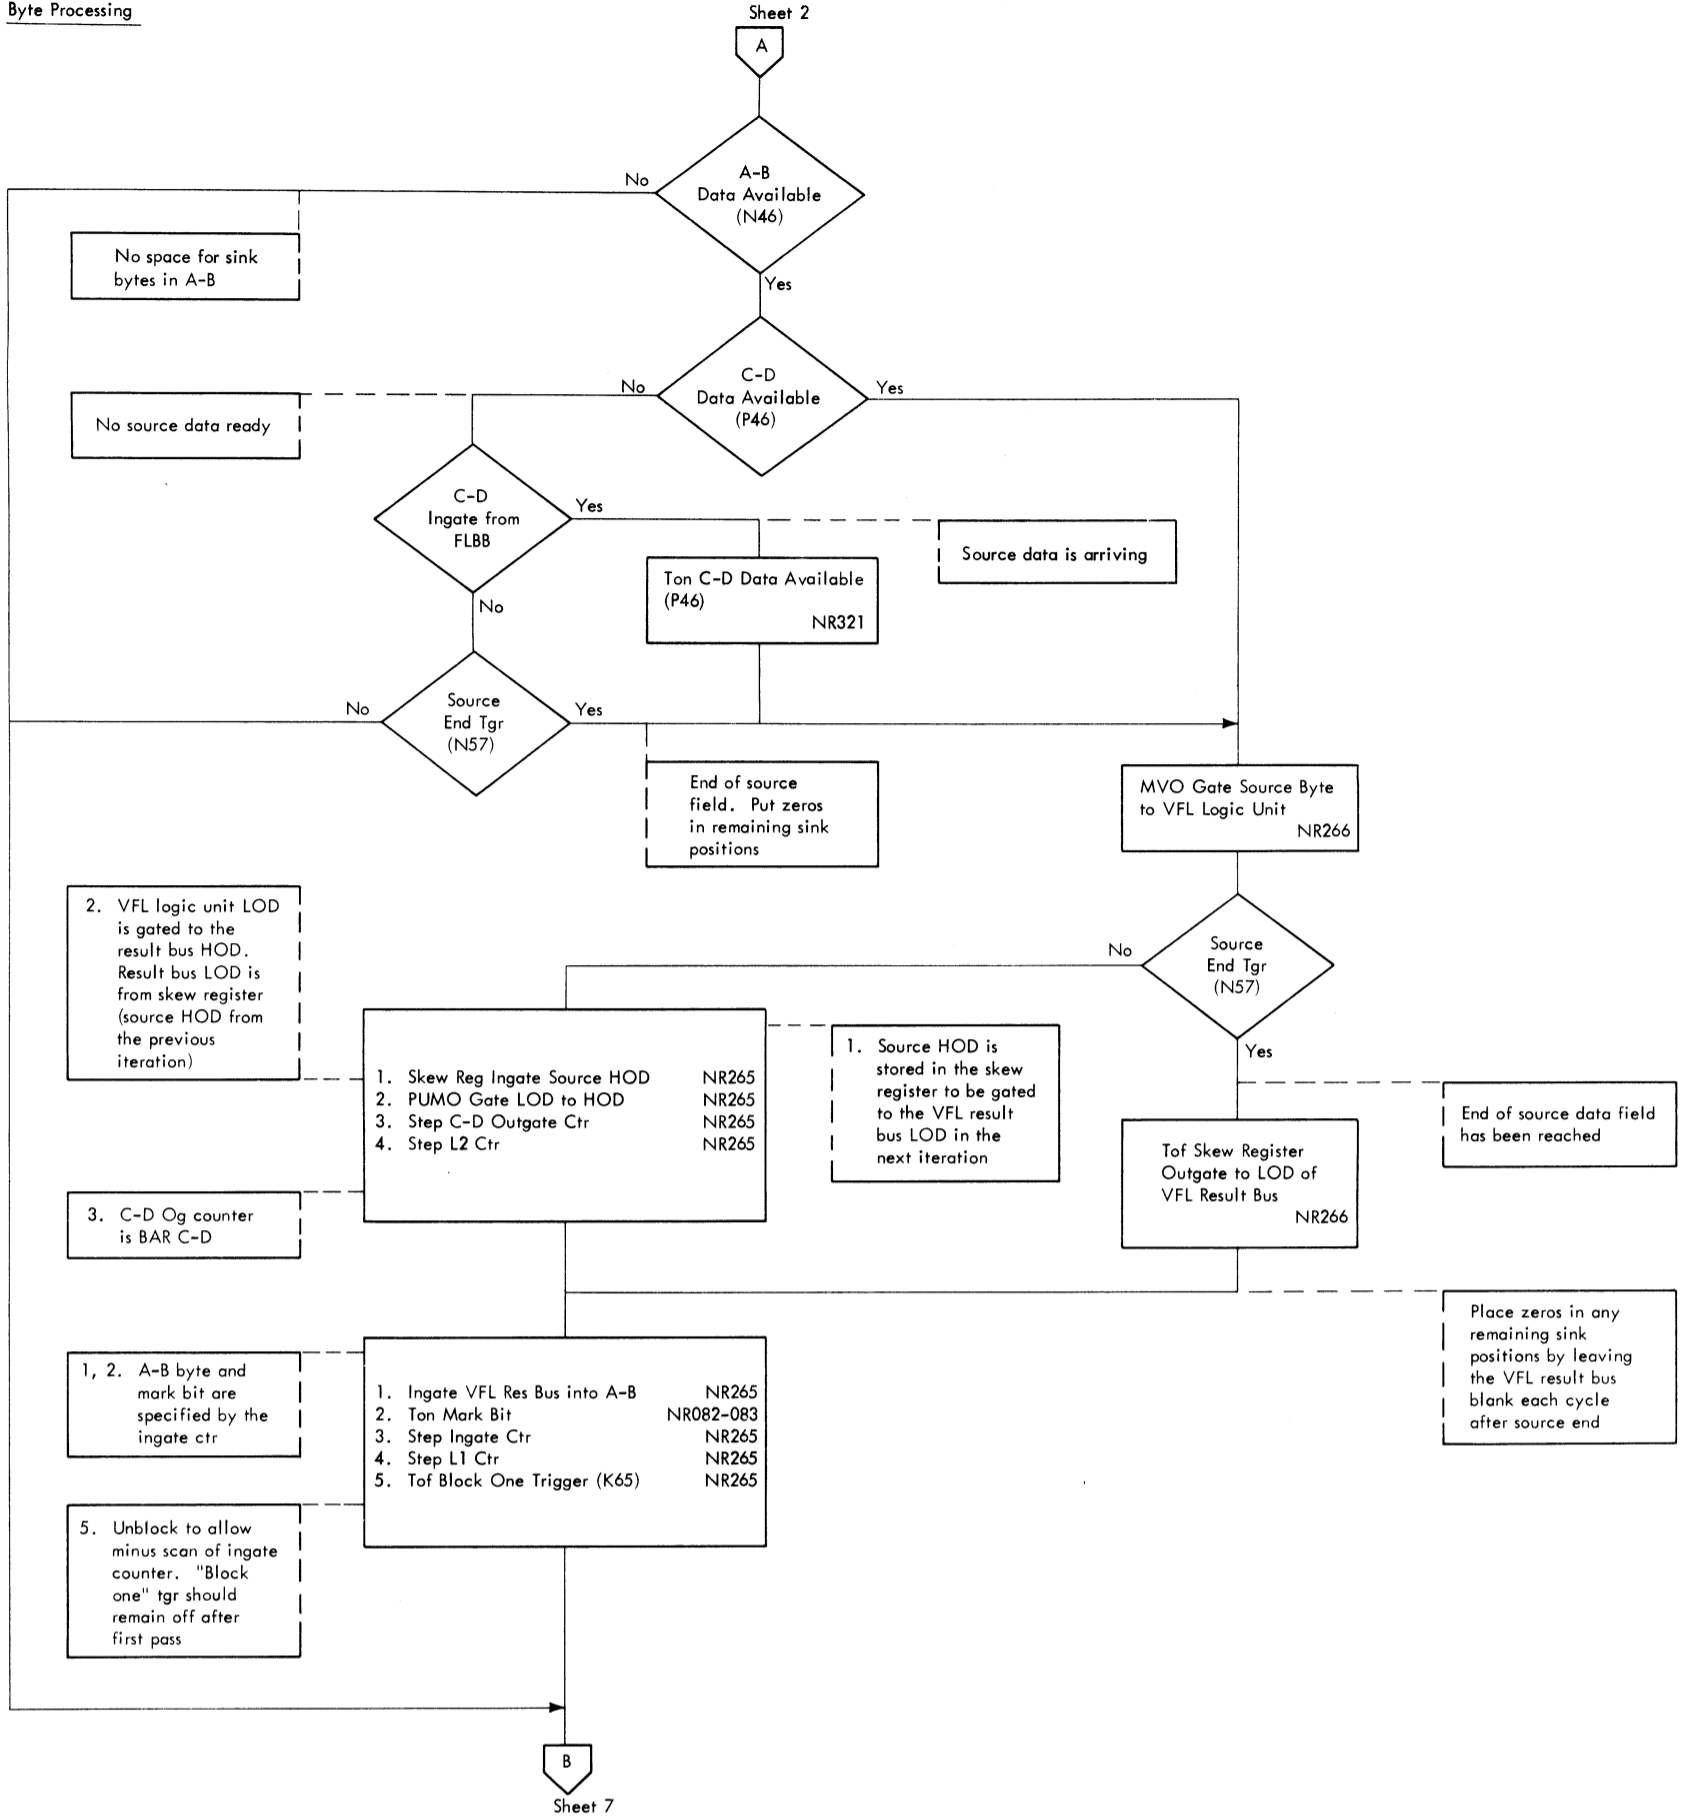 Byte Processing
Sheet 2
A
A-B
Data Available
(N46)
No
Yes
No space for sink
bytes in A-B
C-D
Data Available
(P46)
No
Yes
No source data ready
C-D
Ingate from
FLBB
Yes
No
Source data is arriving
Ton C-D Data Available
(P46)
NR321
Source
End Tgr
(N57)
No
Yes
End of source
field. Put zeros
in remaining sink
positions
MVO Gate Source Byte
to VFL Logic Unit
NR266
Source
End Tgr
(N57)
No
Yes
2. VFL logic unit LOD
is gated to the
result bus HOD.
Result bus LOD is
from skew register
(source HOD from
the previous
iteration)
1. Skew Reg Ingate Source HOD NR265
2. PUMO Gate LOD to HOD NR265
3. Step C-D Outgate Ctr NR265
4. Step L2 Ctr NR265
1. Source HOD is
stored in the skew
register to be gated
to the VFL result
bus LOD in the
next iteration
End of source data field
has been reached
Tof Skew Register
Outgate to LOD of
VFL Result Bus
NR266
3. C-D Og counter
is BAR C-D
Place zeros in any
remaining sink
positions by leaving
the VFL result bus
blank each cycle
after source end
1, 2. A-B byte and
mark bit are
specified by the
ingate ctr
1. Ingate VFL Res Bus into A-B NR265
2. Ton Mark Bit NR082-083
3. Step Ingate Ctr NR265
4. Step L1 Ctr NR265
5. Tof Block One Trigger (K65) NR265
5. Unblock to allow
minus scan of ingate
counter. "Block
one" tgr should
remain off after
first pass
B
Sheet 7